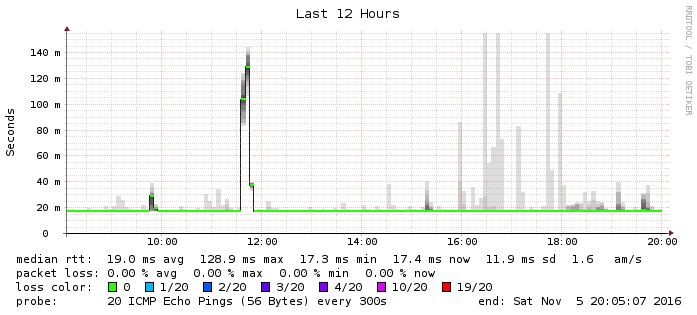 Last 12 Hours
RRDTOOL / TOBI OETIKER
Seconds
140 m
120 m
100 m
80 m
60 m
40 m
20 m
0
10:00 12:00 14:00 16:00 18:00 20:00
median rtt: 19.0 ms avg 128.9 ms max 17.3 ms min 17.4 ms now 11.9 ms sd 1.6 am/s
packet loss: 0.00 % avg 0.00 % max 0.00 % min 0.00 % now
loss color: 0 1/20 2/20 3/20 4/20 10/20 19/20
probe: 20 ICMP Echo Pings (56 Bytes) every 300s end: Sat Nov 5 20:05:07 2016